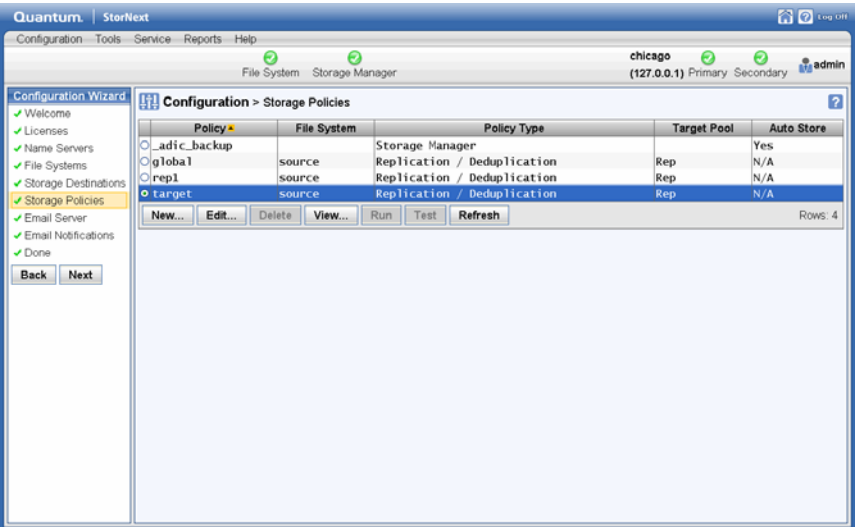 Quantum. StorNext
Log Off
Configuration Tools Service Reports Help
File System Storage Manager
chicago
(127.0.0.1) Primary Secondary
admin
Configuration Wizard
Welcome
Licenses
Name Servers
File Systems
Storage Destinations
Storage Policies
Email Server
Email Notifications
Done
Back Next
Configuration > Storage Policies
?
Policy File System Policy Type Target Pool Auto Store
_adic_backup Storage Manager Yes
global source Replication / Deduplication Rep N/A
rep1 source Replication / Deduplication Rep N/A
target source Replication / Deduplication Rep N/A
New... Edit... Delete View... Run Test Refresh
Rows: 4